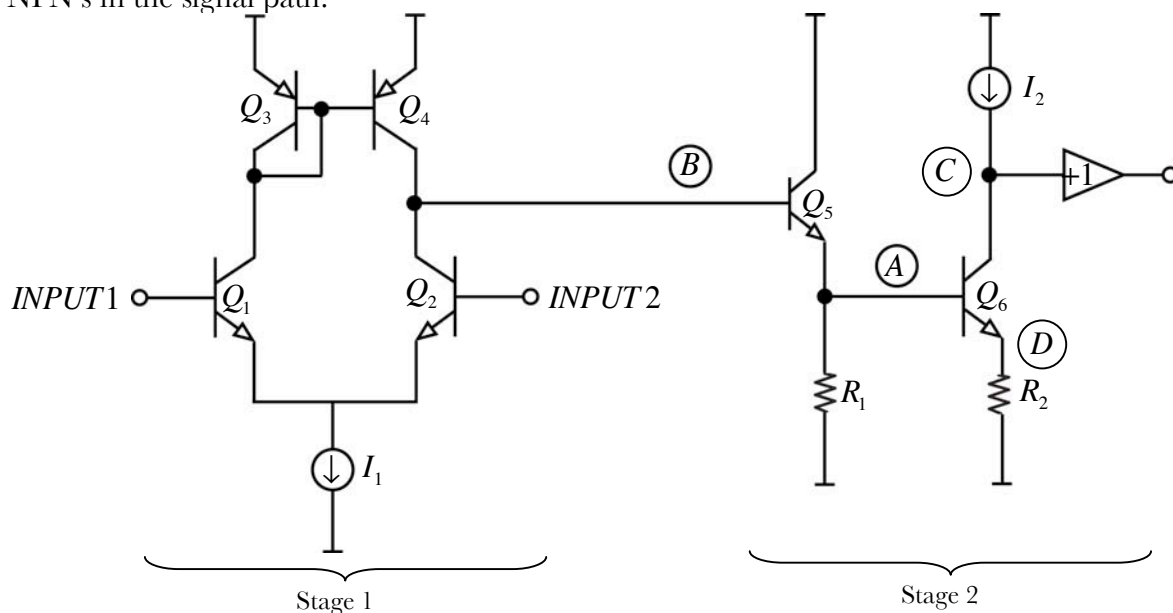 NPN's in the signal path.
Q3
Q4
I2
B
C
+1
Q5
A
INPUT1
Q1
Q2
INPUT2
Q6
D
R1
R2
I1
Stage 1
Stage 2